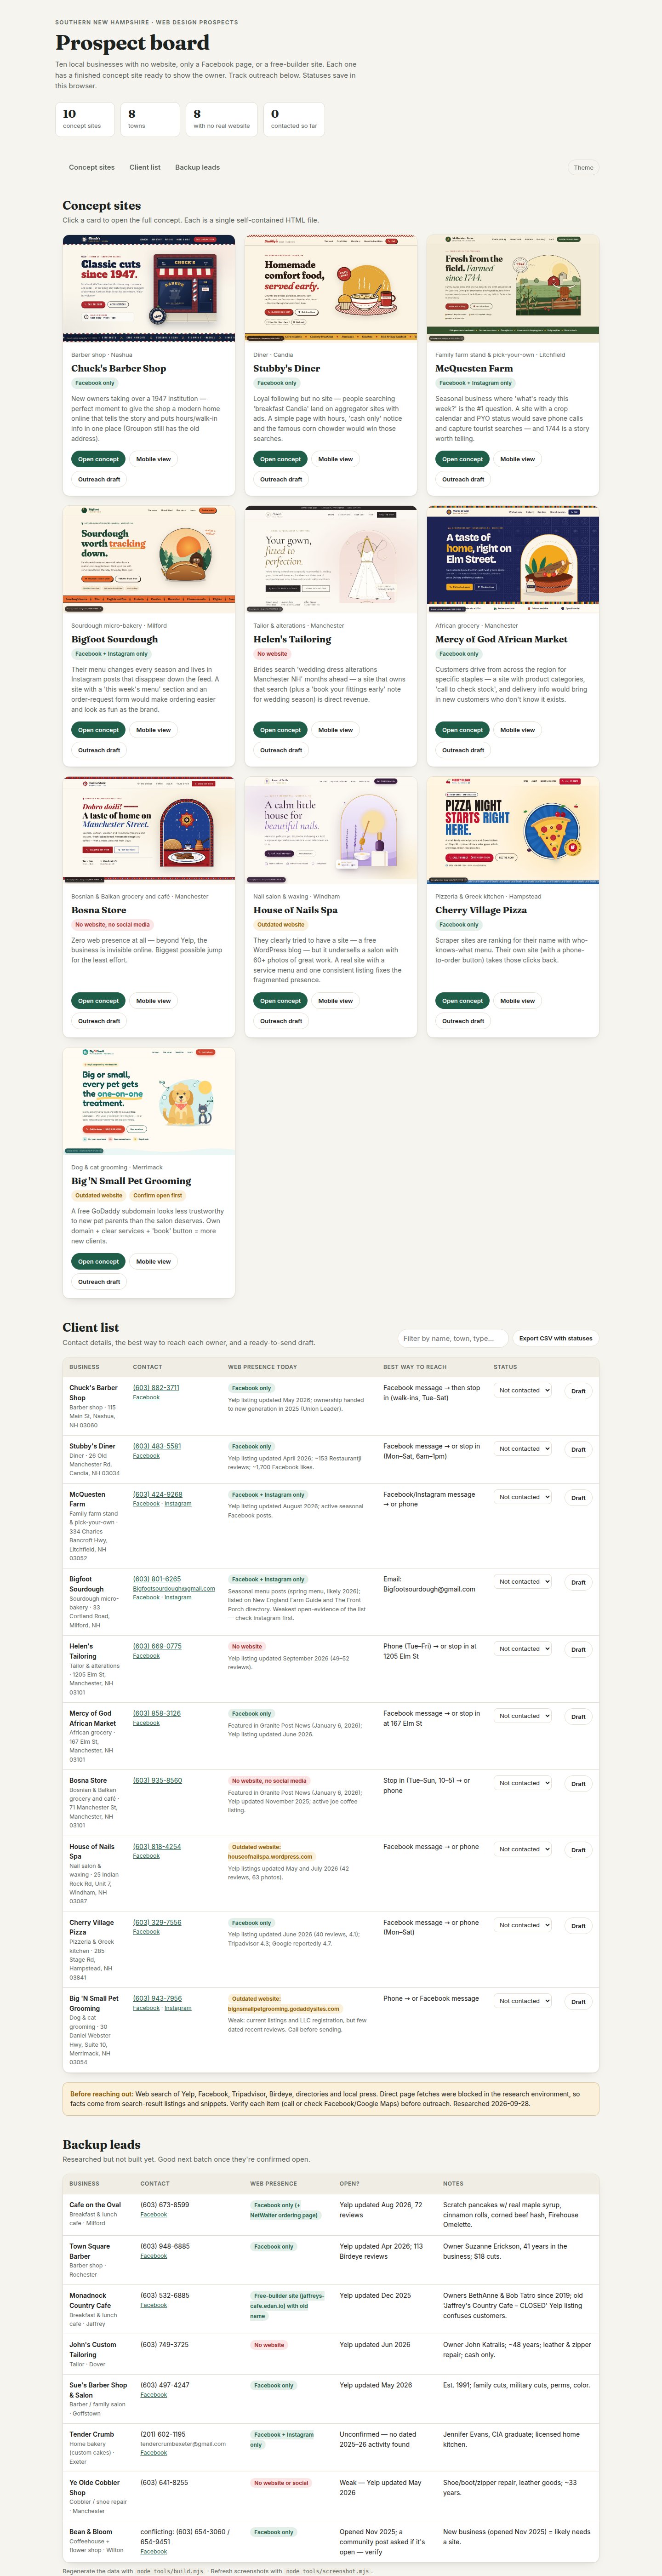 SOUTHERN NEW HAMPSHIRE · WEB DESIGN PROSPECTS
Prospect board
Ten local businesses with no website, only a Facebook page, or a free-builder site. Each one
has a finished concept site ready to show the owner. Track outreach below. Statuses save in
this browser.
10
concept sites
8
towns
8
with no real website
0
contacted so far
Concept sites
Client list
Backup leads
Theme
Concept sites
Click a card to open the full concept. Each is a single self-contained HTML file.
Classic cuts
since 1947.
Barber shop · Nashua
Chuck's Barber Shop
Facebook only
New owners taking over a 1947 institution —
perfect moment to give the shop a modern home
online that tells the story and puts hours/walk-in
info in one place (Groupon still has the old
address).
Open concept
Mobile view
Outreach draft
Homemade
comfort food,
served early.
Diner · Candia
Stubby's Diner
Facebook only
Loyal following but no site — people searching
'breakfast Candia' land on aggregator sites with
ads. A simple page with hours, 'cash only' notice
and the famous corn chowder would win those
searches.
Open concept
Mobile view
Outreach draft
Fresh from the
field. Farmed
since 1744.
Family farm stand & pick-your-own · Litchfield
McQuesten Farm
Facebook + Instagram only
Seasonal business where 'what's ready this
week?' is the #1 question. A site with a crop
calendar and PYO status would save phone calls
and capture tourist searches — and 1744 is a story
worth telling.
Open concept
Mobile view
Outreach draft
Sourdough
worth tracking
down.
Sourdough micro-bakery · Milford
Bigfoot Sourdough
Facebook + Instagram only
Their menu changes every season and lives in
Instagram posts that disappear down the feed. A
site with a 'this week's menu' section and an
order-request form would make ordering easier
and look as fun as the brand.
Open concept
Mobile view
Outreach draft
Your gown,
fitted to
perfection.
Tailor & alterations · Manchester
Helen's Tailoring
No website
Brides search 'wedding dress alterations
Manchester NH' months ahead — a site that owns
that search (plus a 'book your fittings early' note
for wedding season) is direct revenue.
Open concept
Mobile view
Outreach draft
A taste of
home, right on
Elm Street.
African grocery · Manchester
Mercy of God African Market
Facebook only
Customers drive from across the region for
specific staples — a site with product categories,
'call to check stock', and delivery info would bring
in new customers who don't know it exists.
Open concept
Mobile view
Outreach draft
Dobro došli!
A taste of home on
Manchester Street.
Bosnian & Balkan grocery and café · Manchester
Bosna Store
No website, no social media
Zero web presence at all — beyond Yelp, the
business is invisible online. Biggest possible jump
for the least effort.
Open concept
Mobile view
Outreach draft
A calm little
house for
beautiful nails.
Nail salon & waxing · Windham
House of Nails Spa
Outdated website
They clearly tried to have a site — a free
WordPress blog — but it undersells a salon with
60+ photos of great work. A real site with a
service menu and one consistent listing fixes the
fragmented presence.
Open concept
Mobile view
Outreach draft
PIZZA NIGHT
STARTS RIGHT
HERE.
Pizzeria & Greek kitchen · Hampstead
Cherry Village Pizza
Facebook only
Scraper sites are ranking for their name with who-
knows-what menu. Their own site (with a phone-
to-order button) takes those clicks back.
Open concept
Mobile view
Outreach draft
Big or small,
every pet gets
the one-on-one
treatment.
Dog & cat grooming · Merrimack
Big 'N Small Pet Grooming
Outdated website
Confirm open first
A free GoDaddy subdomain looks less trustworthy
to new pet parents than the salon deserves. Own
domain + clear services + 'book' button = more
new clients.
Open concept
Mobile view
Outreach draft
Client list
Contact details, the best way to reach each owner, and a ready-to-send draft.
Filter by name, town, type...
Export CSV with statuses
BUSINESS CONTACT WEB PRESENCE TODAY BEST WAY TO REACH STATUS
Chuck's Barber
Shop
Barber shop · 115
Main St, Nashua,
NH 03060
(603) 882-3711
Facebook
Facebook only
Yelp listing updated May 2026; ownership handed
to new generation in 2025 (Union Leader).
Facebook message → then stop
in (walk-ins, Tue–Sat)
Not contacted
Draft
Stubby's Diner
Diner · 26 Old
Manchester Rd,
Candia, NH 03034
(603) 483-5581
Facebook
Facebook only
Yelp listing updated April 2026; ~153 Restaurantji
reviews; ~1,700 Facebook likes.
Facebook message → or stop in
(Mon–Sat, 6am–1pm)
Not contacted
Draft
McQuesten
Farm
Family farm stand
& pick-your-own ·
334 Charles
Bancroft Hwy,
Litchfield, NH
03052
(603) 424-9268
Facebook · Instagram
Facebook + Instagram only
Yelp listing updated August 2026; active seasonal
Facebook posts.
Facebook/Instagram message
→ or phone
Not contacted
Draft
Bigfoot
Sourdough
Sourdough micro-
bakery · 33
Cortland Road,
Milford, NH
(603) 801-6265
Bigfootsourdough@gmail.com
Facebook · Instagram
Facebook + Instagram only
Seasonal menu posts (spring menu, likely 2026);
listed on New England Farm Guide and The Front
Porch directory. Weakest open-evidence of the list
— check Instagram first.
Email:
Bigfootsourdough@gmail.com
Not contacted
Draft
Helen's
Tailoring
Tailor & alterations
· 1205 Elm St,
Manchester, NH
03101
(603) 669-0775
Facebook
No website
Yelp listing updated September 2026 (49–52
reviews).
Phone (Tue–Fri) → or stop in at
1205 Elm St
Not contacted
Draft
Mercy of God
African Market
African grocery ·
167 Elm St,
Manchester, NH
03101
(603) 858-3126
Facebook
Facebook only
Featured in Granite Post News (January 6, 2026);
Yelp listing updated June 2026.
Facebook message → or stop in
at 167 Elm St
Not contacted
Draft
Bosna Store
Bosnian & Balkan
grocery and café ·
71 Manchester St,
Manchester, NH
03101
(603) 935-8560
No website, no social media
Featured in Granite Post News (January 6, 2026);
Yelp updated November 2025; active Joe coffee
listing.
Stop in (Tue–Sun, 10–5) → or
phone
Not contacted
Draft
House of Nails
Spa
Nail salon &
waxing · 25 Indian
Rock Rd, Unit 7,
Windham, NH
03087
(603) 818-4254
Facebook
Outdated website:
houseofnailspa.wordpress.com
Yelp listings updated May and July 2026 (42
reviews, 63 photos).
Facebook message → or phone
Not contacted
Draft
Cherry Village
Pizza
Pizzeria & Greek
kitchen · 285
Stage Rd,
Hampstead, NH
03841
(603) 329-7556
Facebook
Facebook only
Yelp listing updated June 2026 (40 reviews, 4.1);
Tripadvisor 4.3; Google reportedly 4.7.
Facebook message → or phone
(Mon–Sat)
Not contacted
Draft
Big 'N Small Pet
Grooming
Dog & cat
grooming · 30
Daniel Webster
Hwy, Suite 10,
Merrimack, NH
03054
(603) 943-7956
Facebook · Instagram
Outdated website:
bignsmallpetgrooming.godaddysites.com
Weak: current listings and LLC registration, but few
dated recent reviews. Call before sending.
Phone → or Facebook message
Not contacted
Draft
Before reaching out: Web search of Yelp, Facebook, Tripadvisor, Birdeye, directories and local press. Direct page fetches were blocked in the research environment, so
facts come from search-result listings and snippets. Verify each item (call or check Facebook/Google Maps) before outreach. Researched 2026-09-28.
Backup leads
Researched but not built yet. Good next batch once they're confirmed open.
BUSINESS CONTACT WEB PRESENCE OPEN? NOTES
Cafe on the Oval
Breakfast & lunch
cafe · Milford
(603) 673-8599
Facebook
Facebook only (+
NetWaiter ordering page)
Yelp updated Aug 2026, 72
reviews
Scratch pancakes w/ real maple syrup,
cinnamon rolls, corned beef hash, Firehouse
Omelette.
Town Square
Barber
Barber shop ·
Rochester
(603) 948-6885
Facebook
Facebook only
Yelp updated Apr 2026; 113
Birdeye reviews
Owner Suzanne Erickson, 41 years in the
business; $18 cuts.
Monadnock
Country Cafe
Breakfast & lunch
cafe · Jaffrey
(603) 532-6885
Facebook
Free-builder site (jaffreys-
cafe.edan.io) with old
name
Yelp updated Dec 2025
Owners BethAnne & Bob Tatro since 2019; old
'Jaffrey's Country Cafe – CLOSED' Yelp listing
confuses customers.
John's Custom
Tailoring
Tailor · Dover
(603) 749-3725
No website
Yelp updated Jun 2026
Owner John Katralis; ~48 years; leather & zipper
repair; cash only.
Sue's Barber Shop
& Salon
Barber / family salon
· Goffstown
(603) 497-4247
Facebook
Facebook only
Yelp updated May 2026
Est. 1991; family cuts, military cuts, perms, color.
Tender Crumb
Home bakery
(custom cakes) ·
Exeter
(201) 602-1195
tendercrumbexeter@gmail.com
Facebook
Facebook + Instagram
only
Unconfirmed — no dated
2025–26 activity found
Jennifer Evans, CIA graduate; licensed home
kitchen.
Ye Olde Cobbler
Shop
Cobbler / shoe repair
· Manchester
(603) 641-8255
No website or social
Weak — Yelp updated May
2026
Shoe/boot/zipper repair, leather goods; ~33
years.
Bean & Bloom
Coffeehouse +
flower shop · Wilton
conflicting: (603) 654-3060 /
654-9451
Facebook
Facebook only
Opened Nov 2025; a
community post asked if it's
open — verify
New business (opened Nov 2025) = likely needs
a site.
Regenerate the data with node tools/build.mjs · Refresh screenshots with node tools/screenshot.mjs.